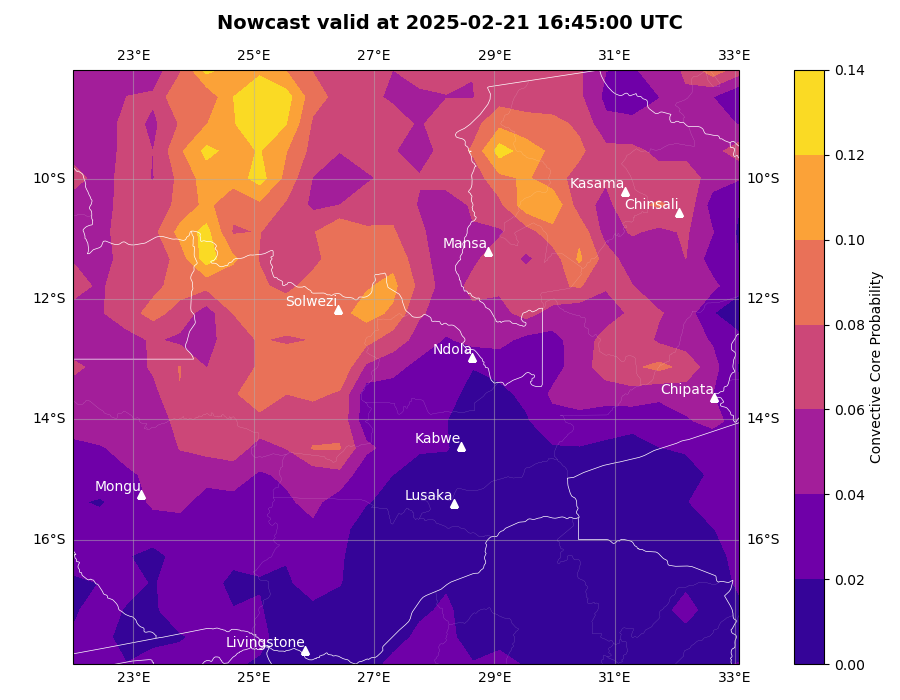 Nowcast valid at 2025-02-21 16:45:00 UTC
23°E 25°E 27°E 29°E 31°E 33°E
0.14
0.12
10°S Kasama 10°S
Chinsali
0.10
Mansa
12°S Solwezi 12°S
0.08
Ndola
Chipata
0.06
14°S 14°S
Kabwe
Mongu Lusaka
0.04
16°S 16°S
0.02
Livingstone
0.00
23°E 25°E 27°E 29°E 31°E 33°E
Convective Core Probability